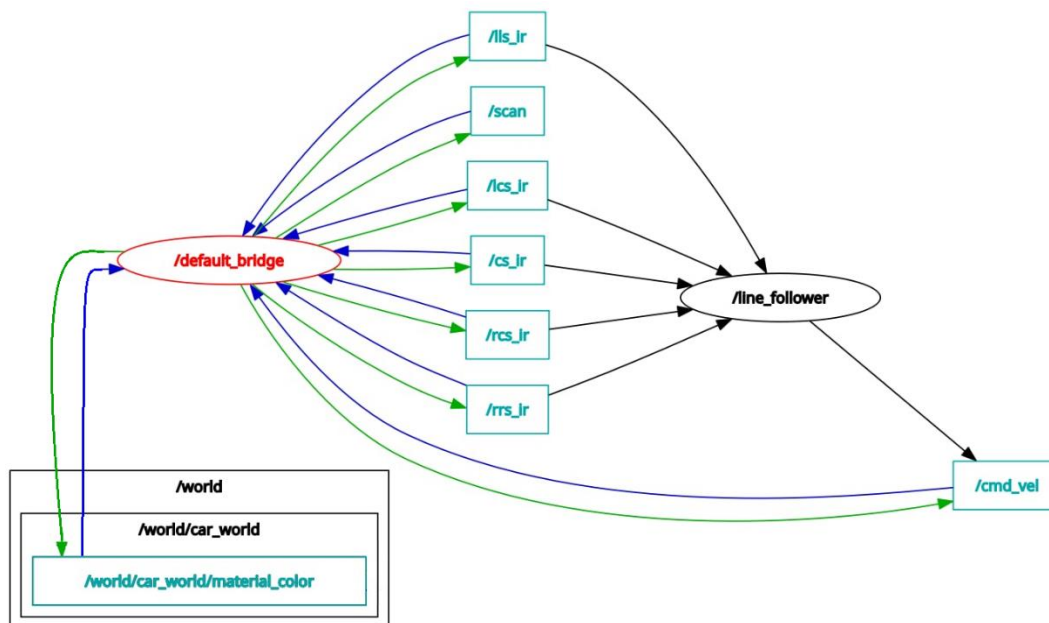 /lls_ir
/scan
/lcs_ir
/default_bridge
/cs_ir
/line_follower
/rcs_ir
/rrs_ir
/world
/cmd_vel
/world/car_world
/world/car_world/material_color